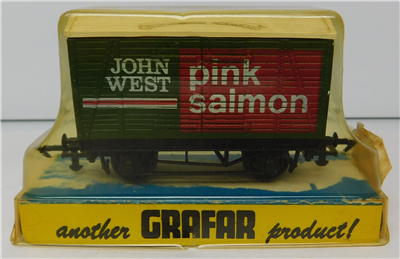 JOHN
WEST
pink
salmon
another GRAFAR product!